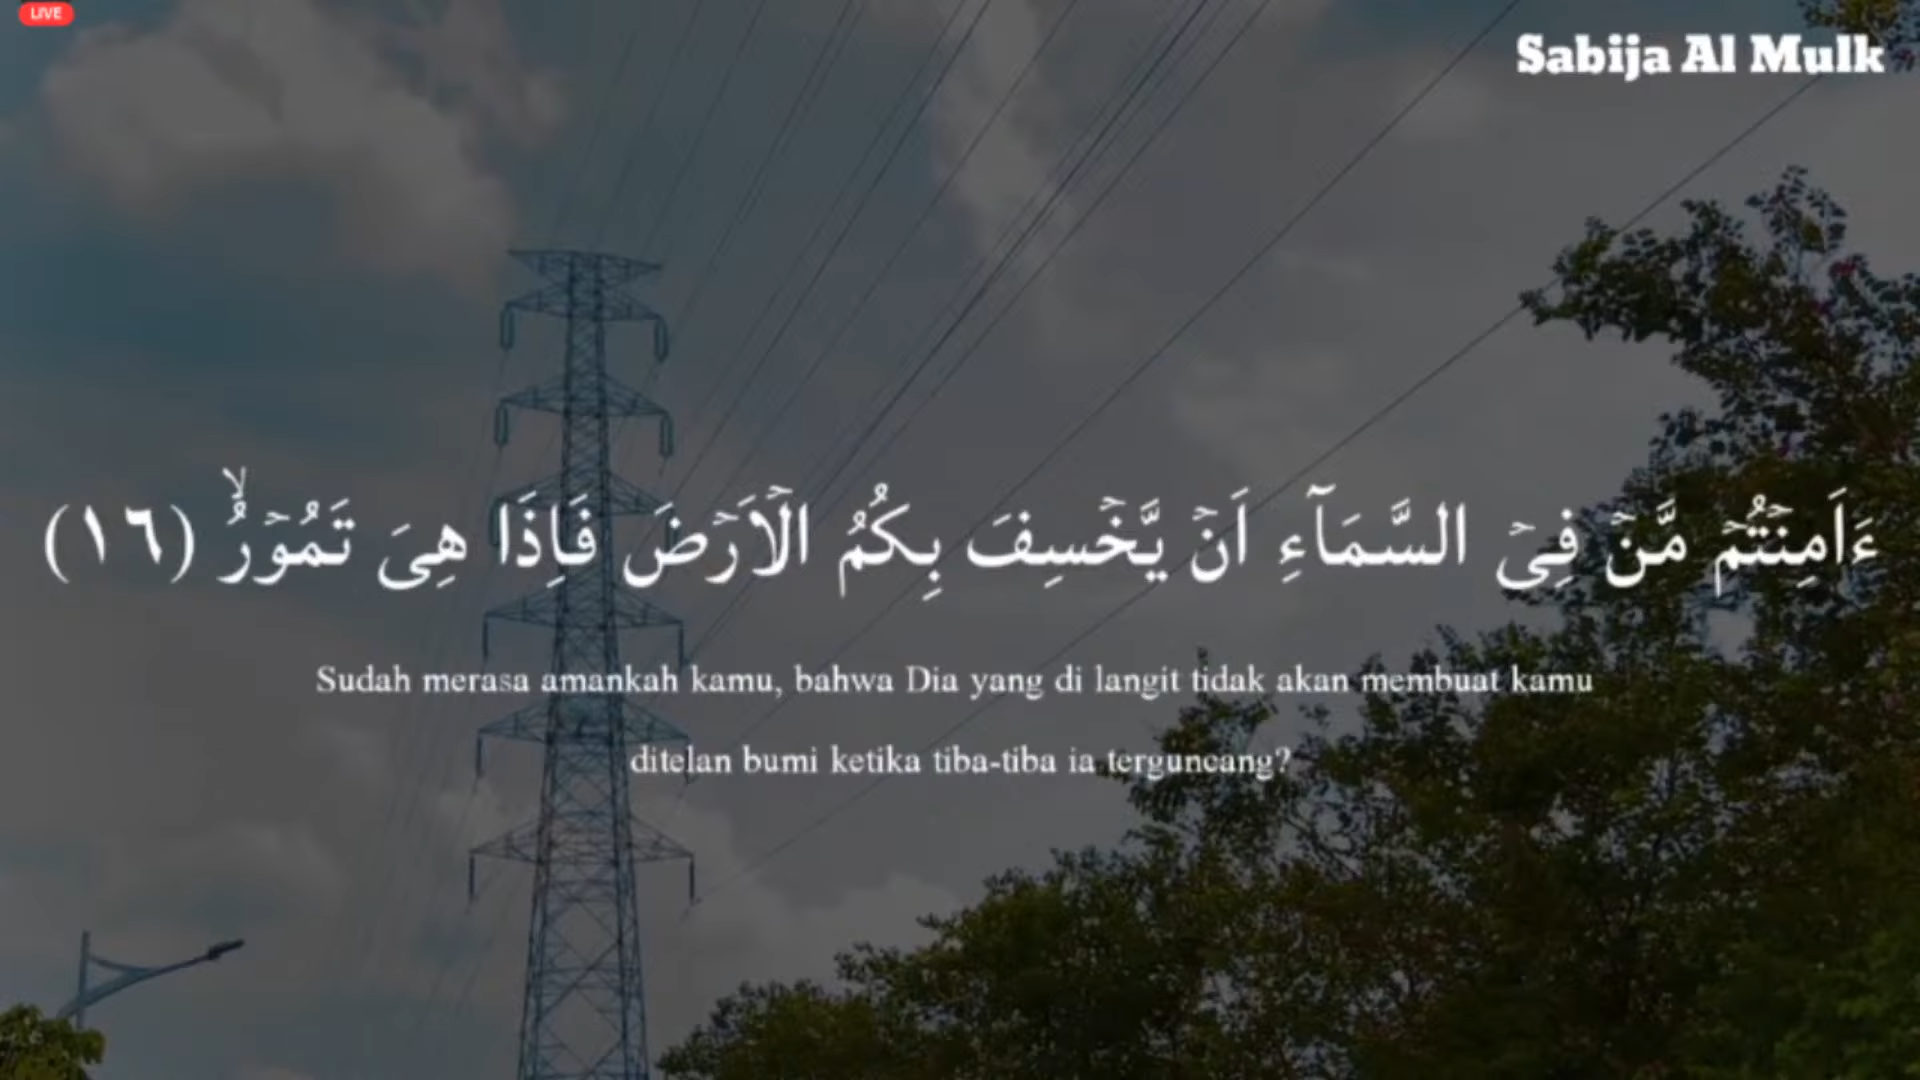 LIVE
Sabija Al Mulk
ءَاَمِنۡتُمۡ مَّنۡ فِىۡ السَّمَآءِ اَنۡ يَّخۡسِفَ بِكُمُ الۡاَرۡضَ فَاِذَا هِىَ تَمُوۡرُۙ (١٦)
Sudah merasa amankah kamu, bahwa Dia yang di langit tidak akan membuat kamu
ditelan bumi ketika tiba-tiba ia terguncang?